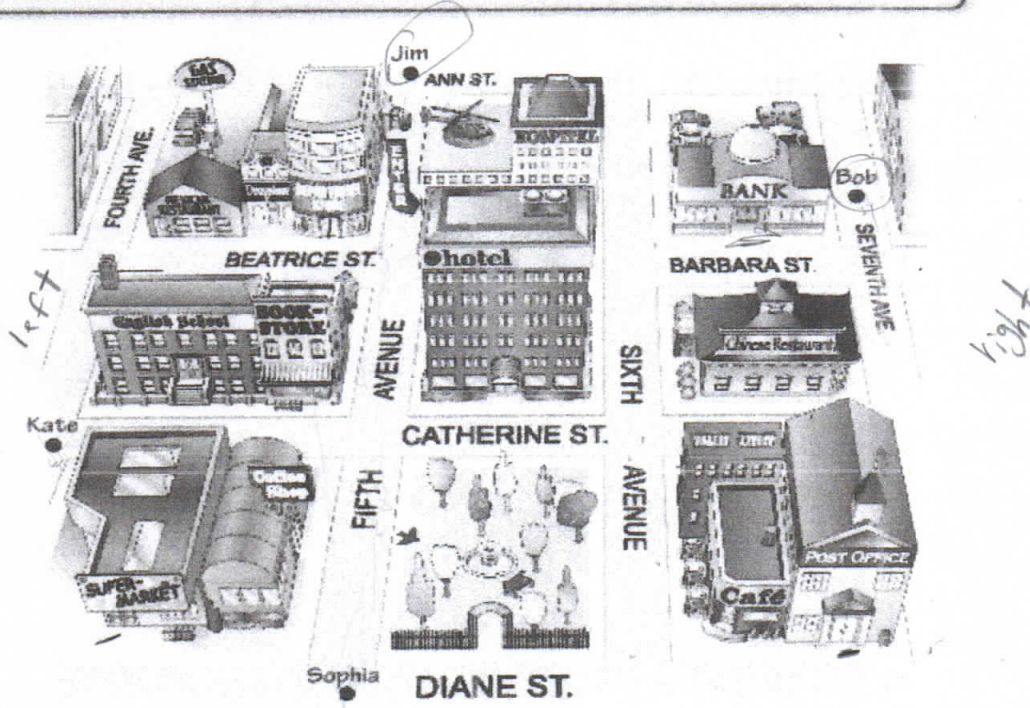 Jim
ANN ST.
GAS
HOSPITEL
FOURTH AVE.
BANK
Bob
BEATRICE ST.
hotel
BARBARA ST.
SEVENTH AVE.
left
English School
BOOK-
STORE
Chinese Restaurant
right
AVENUE
SIXTH
Kate
CATHERINE ST.
FIFTH
AVENUE
Shop
POST OFFICE
SUPER-
MARKET
Café
Sophia
DIANE ST.